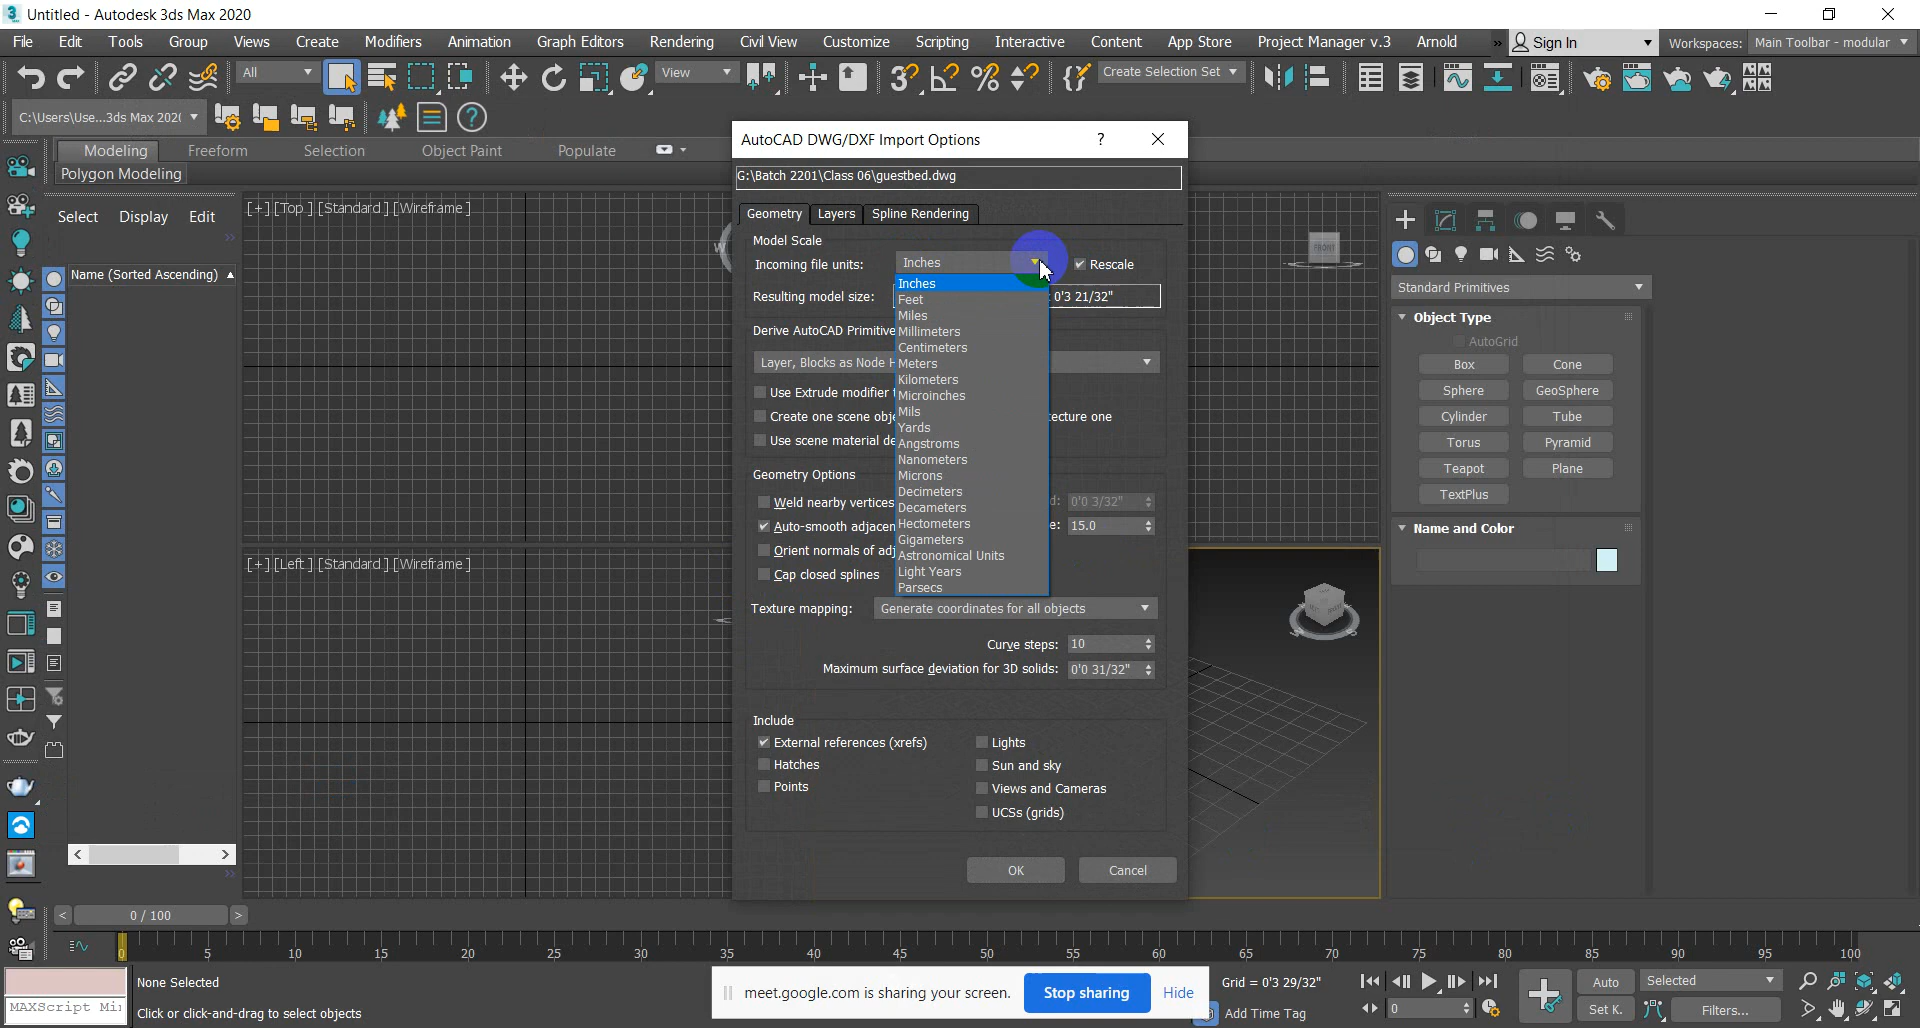 Untitled - Autodesk 3ds Max 2020
File Edit Tools Group Views Create Modifiers Animation Graph Editors Rendering Civil View Customize Scripting Interactive Content App Store Project Manager v.3 Arnold » Sign In Workspaces: Main Toolbar - modular
All View Create Selection Set
C:\Users\Use...3ds Max 202(
Modeling Freeform Selection Object Paint Populate
Polygon Modeling
Select Display Edit
Name (Sorted Ascending)
[+] [Top ] [Standard ] [Wireframe ]
FRONT
[+] [Left ] [Standard ] [Wireframe ]
AutoCAD DWG/DXF Import Options ?
G:\Batch 2201\Class 06\guestbed.dwg
Geometry Layers Spline Rendering
Model Scale
Incoming file units: Inches Rescale
Resulting model size: 0'3 21/32"
Inches
Feet
Miles
Millimeters
Centimeters
Meters
Kilometers
Microinches
Mils
Yards
Angstroms
Nanometers
Microns
Decimeters
Decameters
Hectometers
Gigameters
Astronomical Units
Light Years
Parsecs
Derive AutoCAD Primitive
Layer, Blocks as Node H
Use Extrude modifier
Create one scene obje ecture one
Use scene material de
Geometry Options
Weld nearby vertices d: 0'0 3/32"
Auto-smooth adjacen e: 15.0
Orient normals of adj
Cap closed splines
Texture mapping: Generate coordinates for all objects
Curve steps: 10
Maximum surface deviation for 3D solids: 0'0 31/32"
Include
External references (xrefs) Lights
Hatches Sun and sky
Points Views and Cameras
UCSs (grids)
OK Cancel
Standard Primitives
Object Type
AutoGrid
Box Cone
Sphere GeoSphere
Cylinder Tube
Torus Pyramid
Teapot Plane
TextPlus
Name and Color
< 0 / 100 >
0 5 10 15 20 25 30 35 40 45 50 55 60 65 70 75 80 85 90 95 100
None Selected
MAXScript Mi
Click or click-and-drag to select objects
meet.google.com is sharing your screen. Stop sharing Hide
Grid = 0'3 29/32"
Add Time Tag
0
Auto Selected
Set K. Filters...